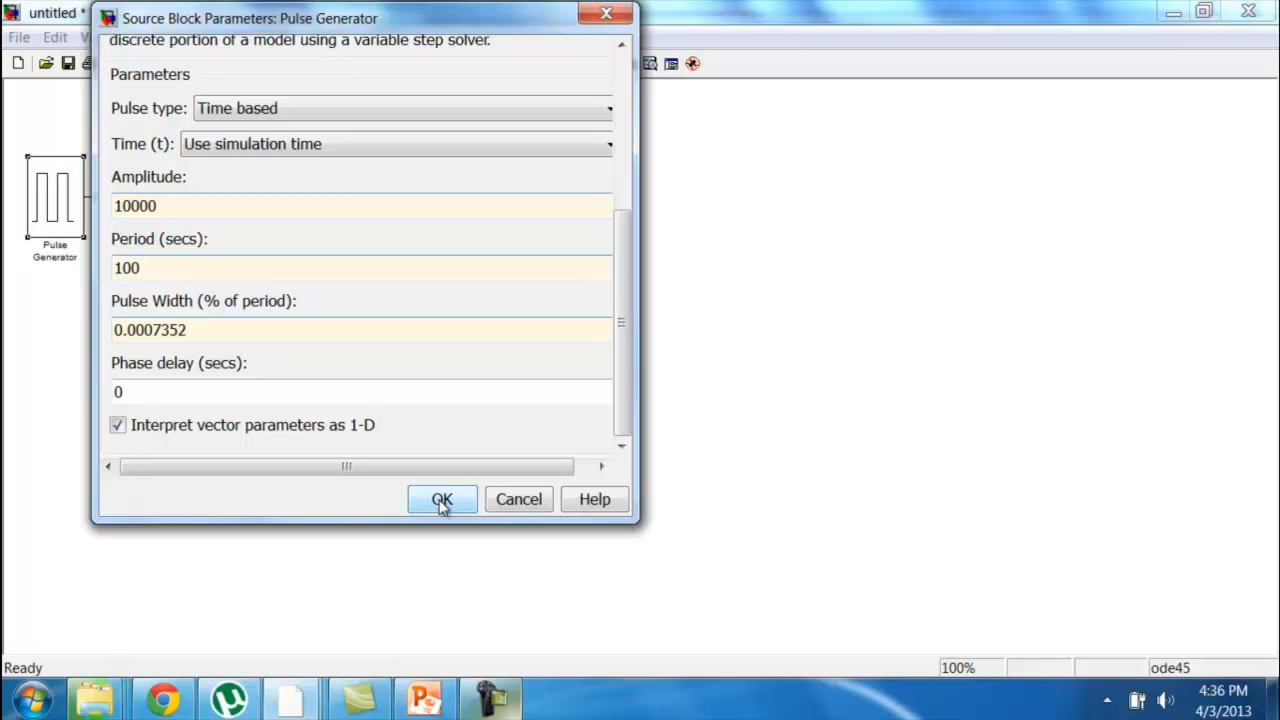 untitled *
Source Block Parameters: Pulse Generator
File Edit V
discrete portion of a model using a variable step solver.
Parameters
Pulse type: Time based
Time (t): Use simulation time
Amplitude:
10000
Period (secs):
100
Pulse Width (% of period):
0.0007352
Phase delay (secs):
0
Interpret vector parameters as 1-D
OK Cancel Help
Pulse
Generator
Ready 100% ode45
4:36 PM
4/3/2013